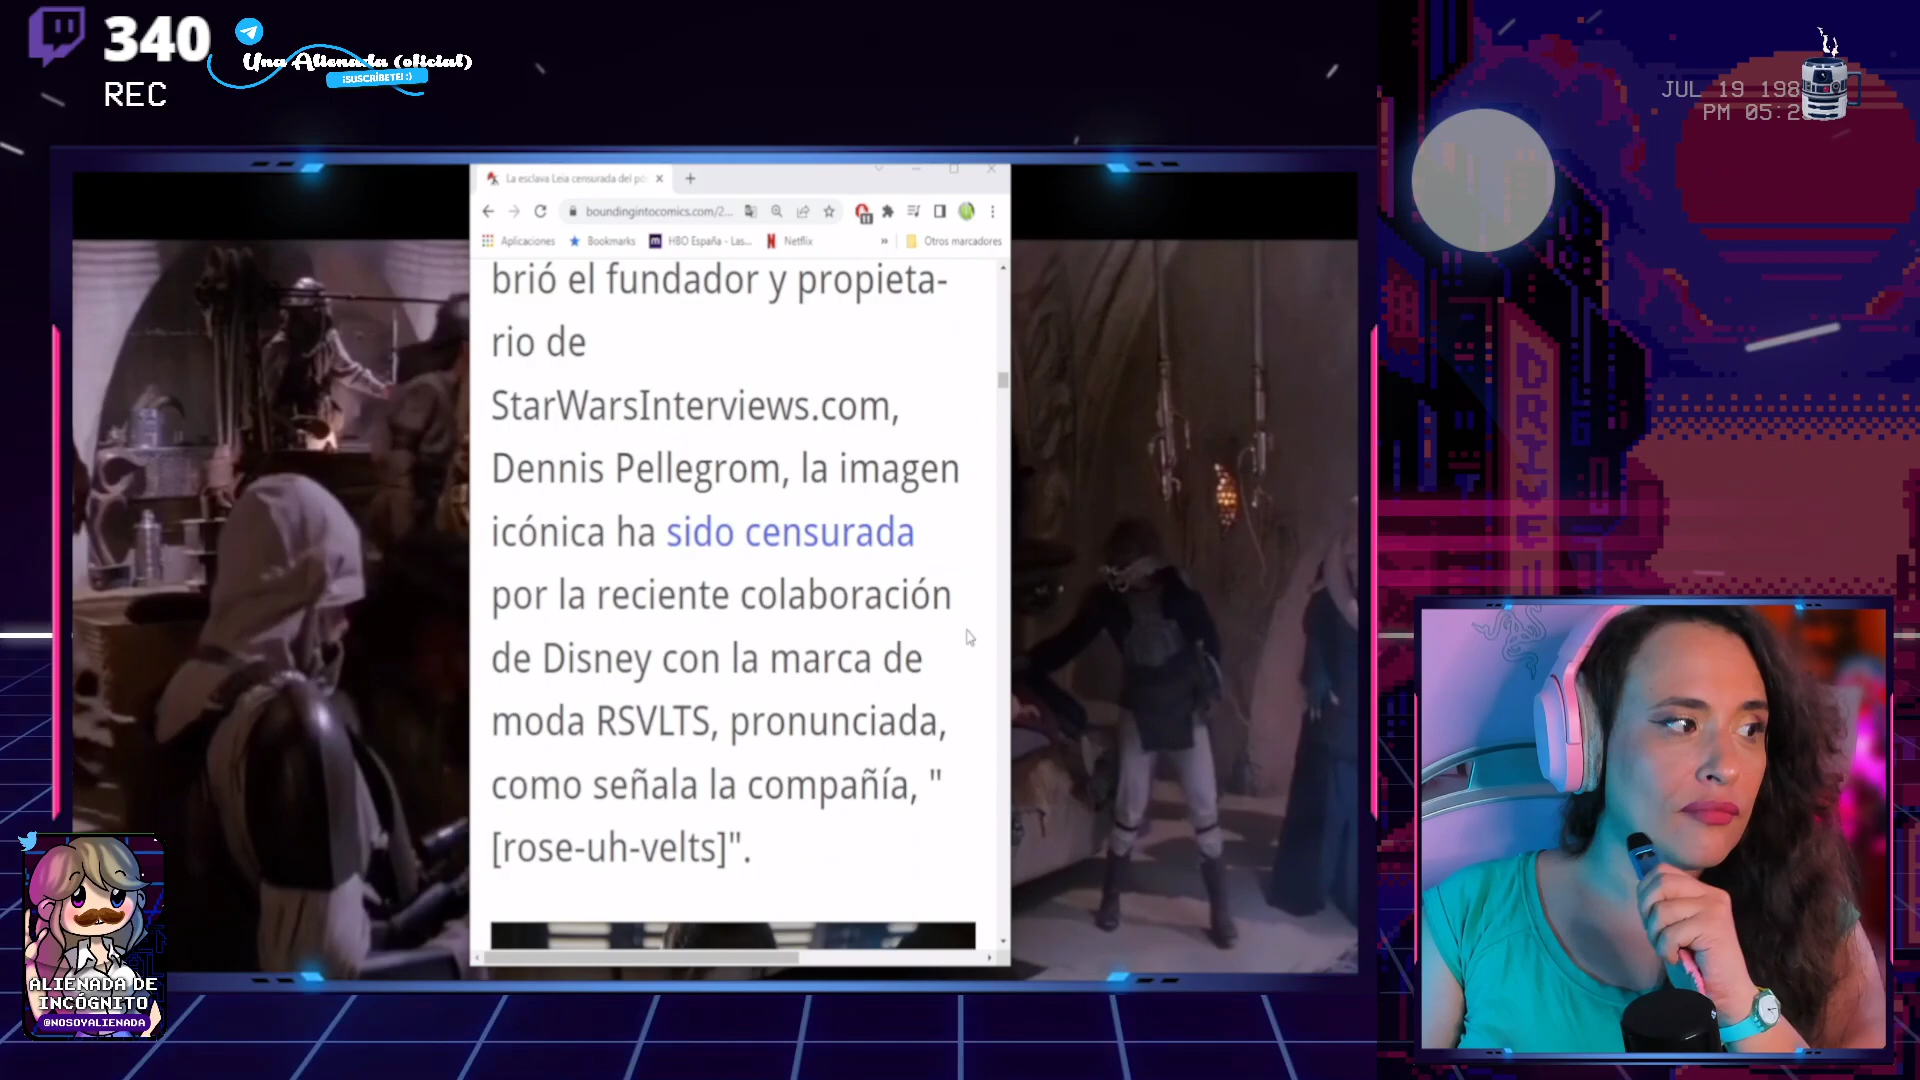 340
REC
Una Alienada (oficial)
¡SUSCRÍBETE! :)
JUL 19 198
PM 05:2
La esclava Leia censurada del pó
boundingintocomics.com/2...
Aplicaciones
Bookmarks
HBO España - Las...
Netflix
»
Otros marcadores
brió el fundador y propieta-
rio de
StarWarsInterviews.com,
Dennis Pellegrom, la imagen
icónica ha sido censurada
por la reciente colaboración
de Disney con la marca de
moda RSVLTS, pronunciada,
como señala la compañía, "
[rose-uh-velts]".
DRIVE
ALIENADA DE
INCÓGNITO
@NOSOYALIENADA